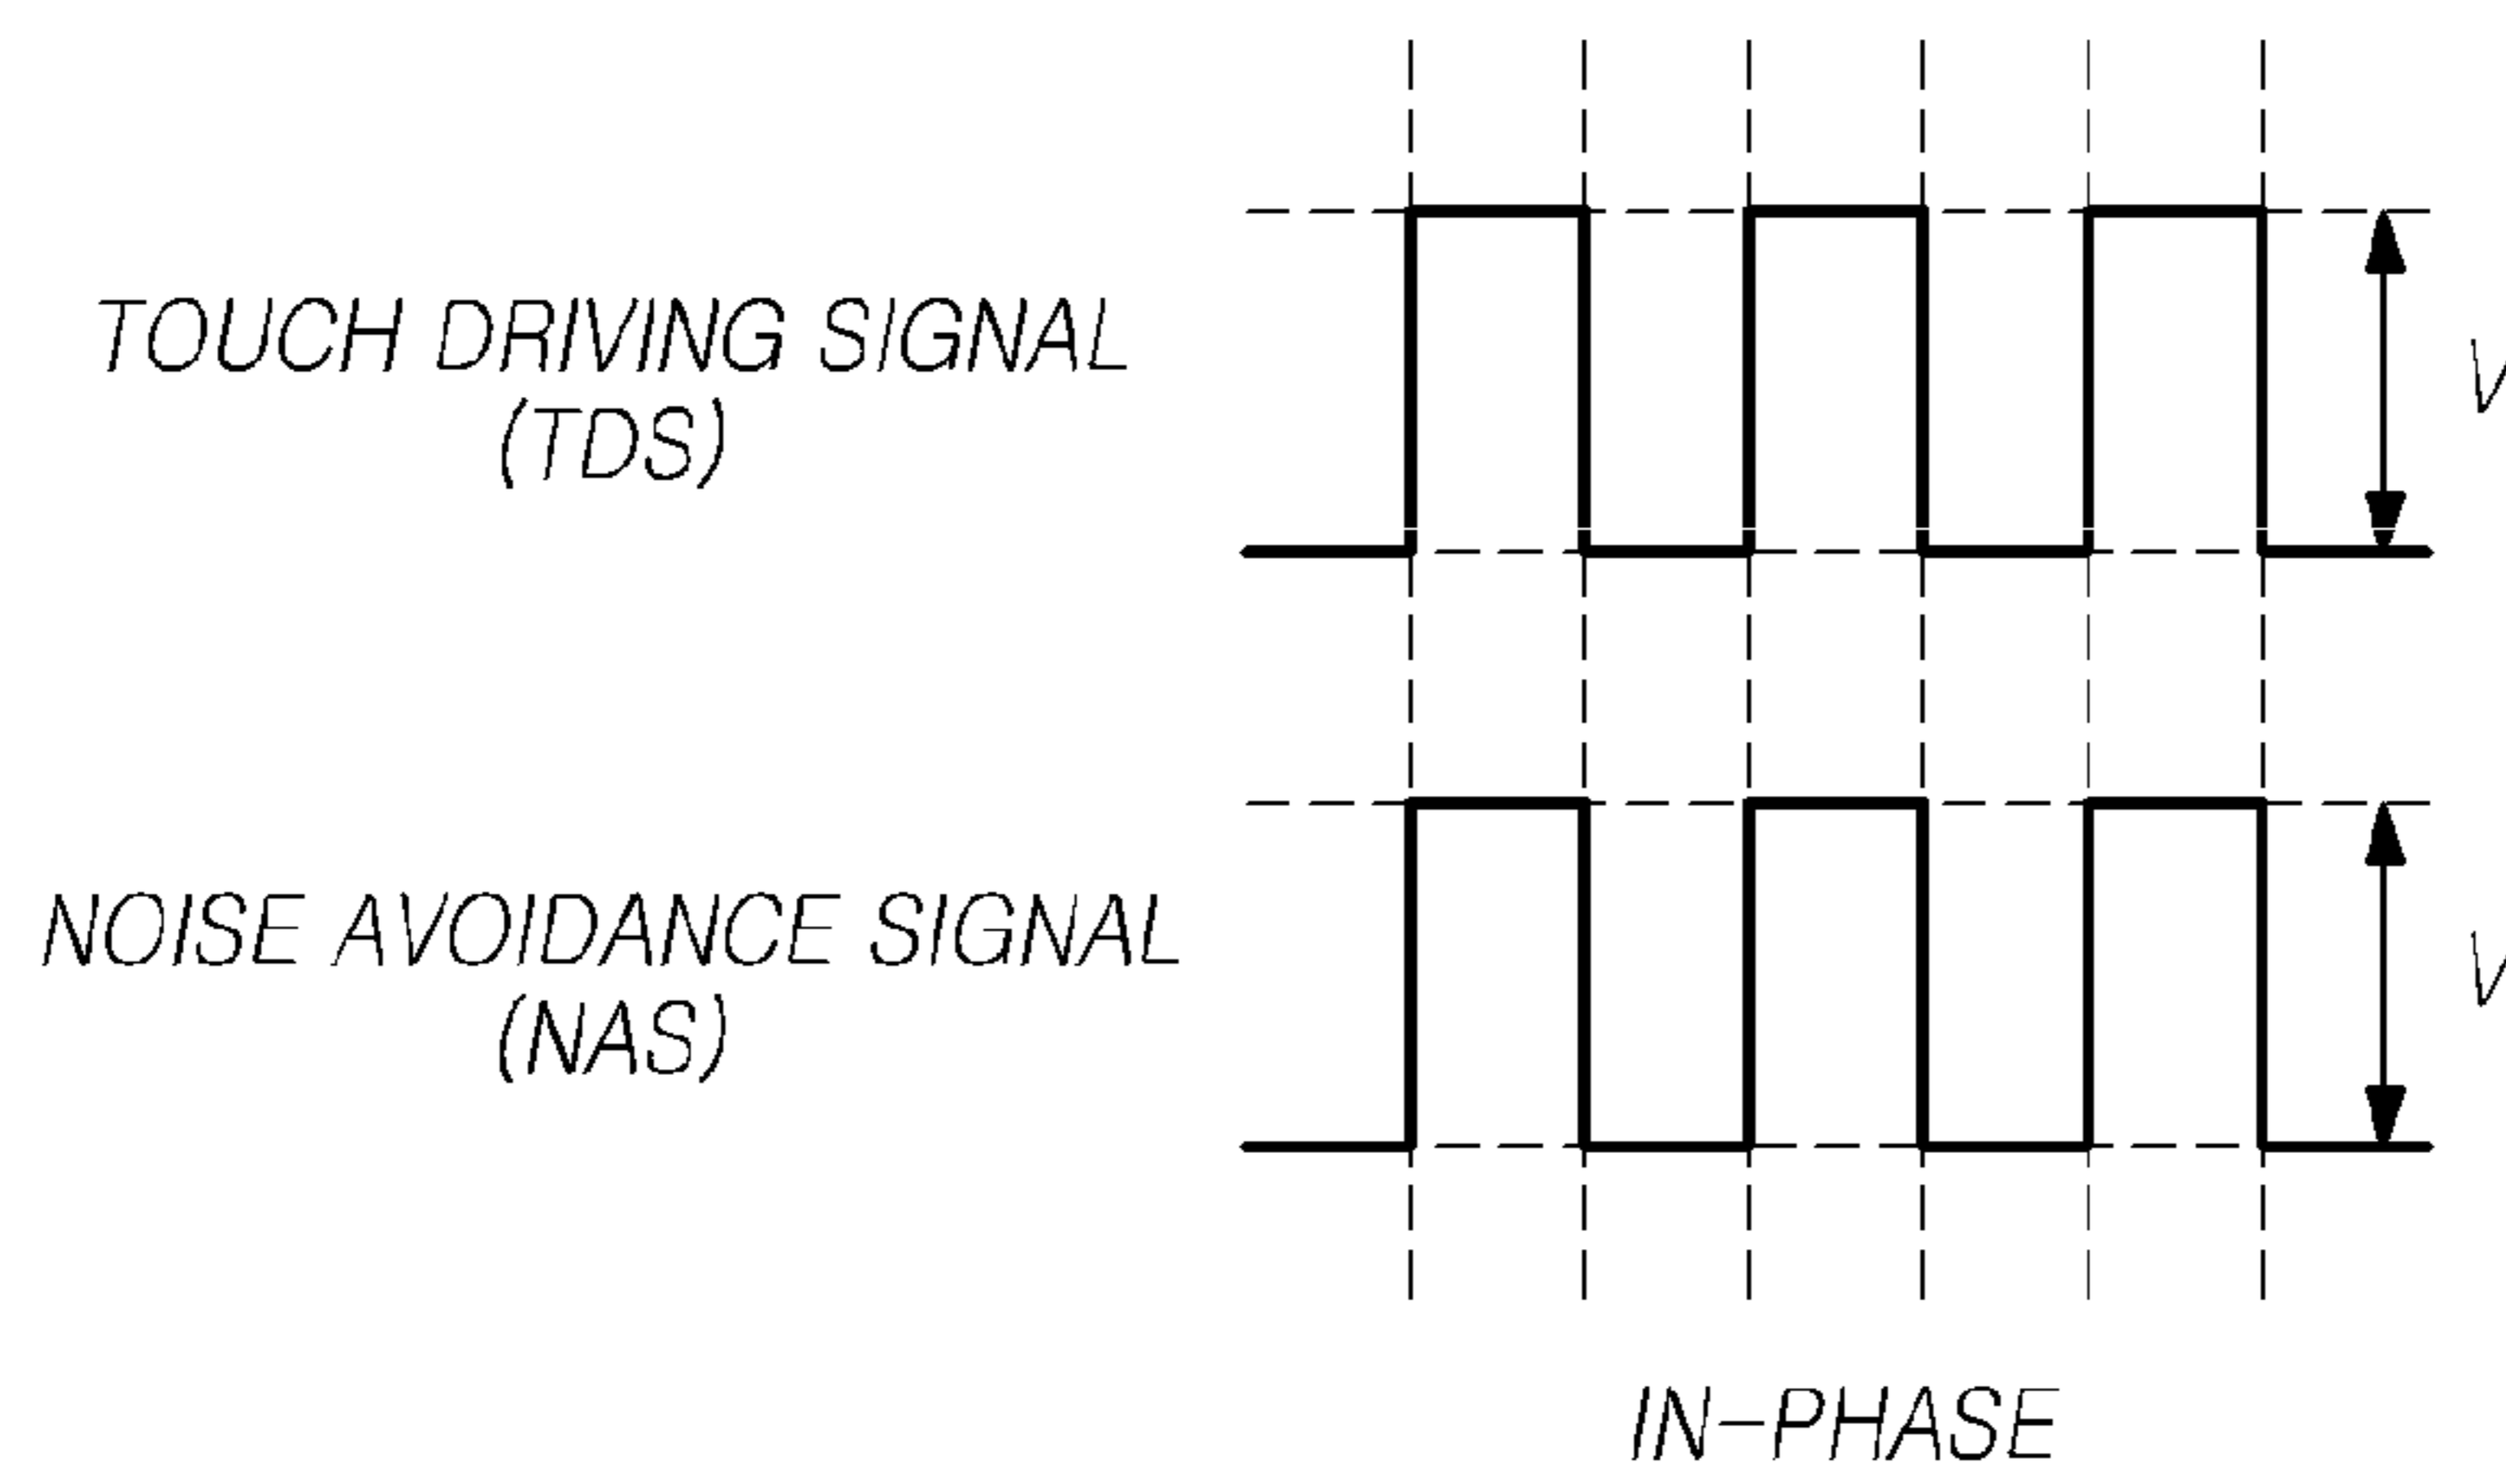 TOUCH DRIVING SIGNAL
(TDS)
V
NOISE AVOIDANCE SIGNAL
(NAS)
V
IN-PHASE